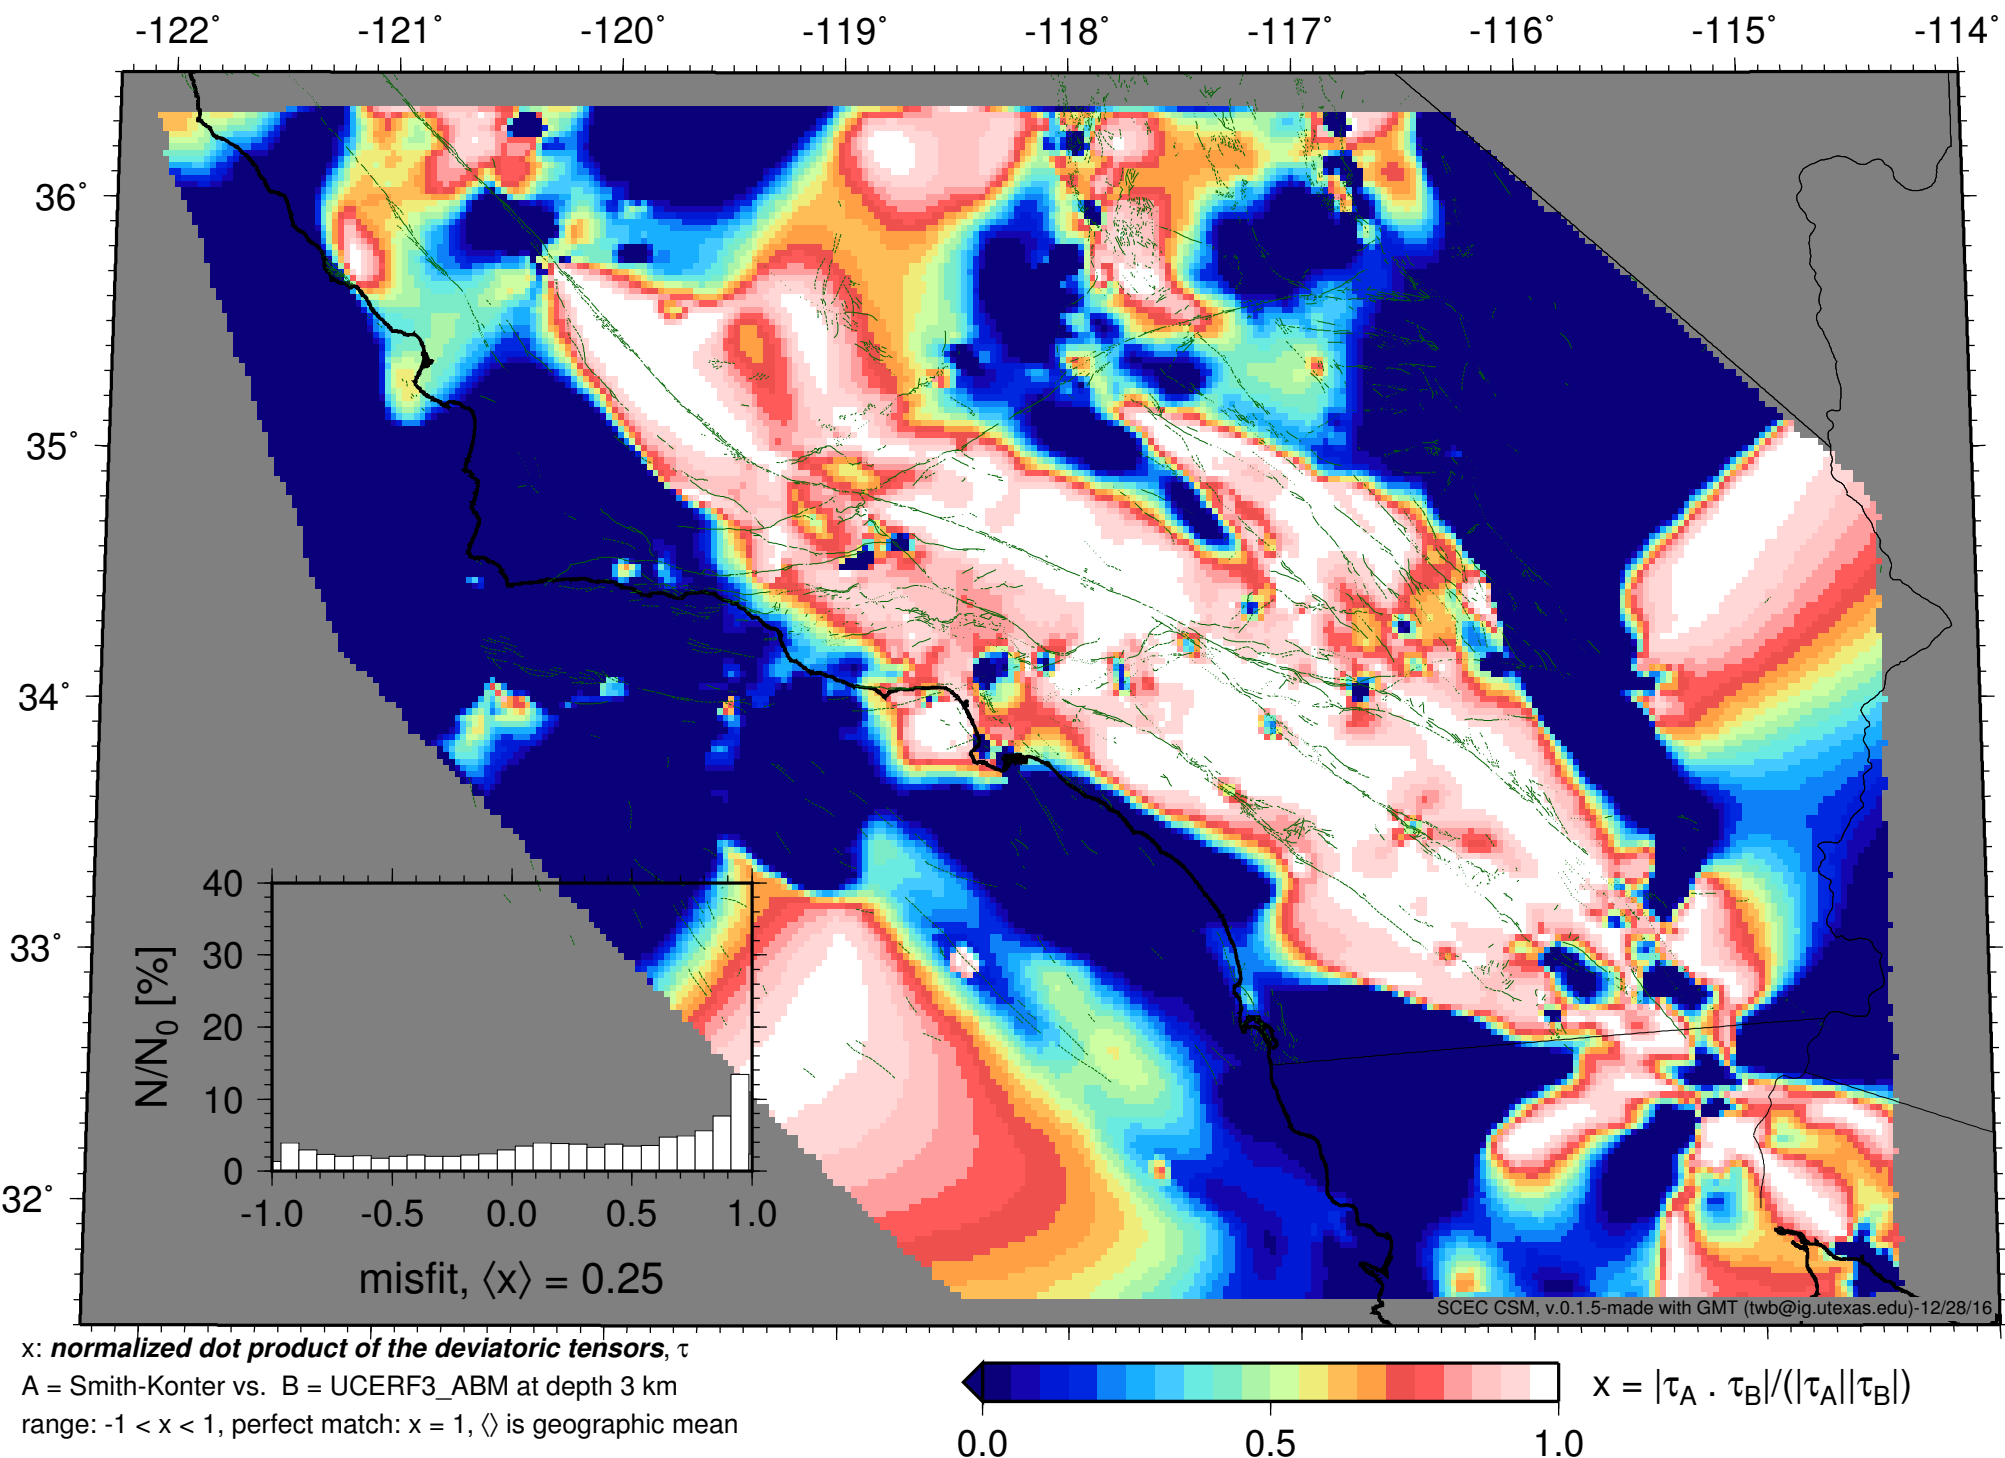 -122° -121° -120° -119° -118° -117° -116° -115° -114°
36°
35°
34°
33°
32°
40
30
20
10
0
N/N0 [%]
-1.0 -0.5 0.0 0.5 1.0
misfit, ⟨x⟩ = 0.25
SCEC CSM, v.0.1.5-made with GMT (twb@ig.utexas.edu)-12/28/16
x: normalized dot product of the deviatoric tensors, τ
A = Smith-Konter vs. B = UCERF3_ABM at depth 3 km
range: -1 < x < 1, perfect match: x = 1, ⟨⟩ is geographic mean
0.0 0.5 1.0
x = |τA . τB|/(|τA||τB|)